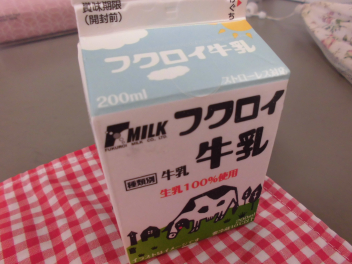 賞味期限
(開封前)
フクロイ牛乳
ストローレス対応
200ml
MILK
フクロイ
牛乳
種類別 牛乳
生乳100%使用